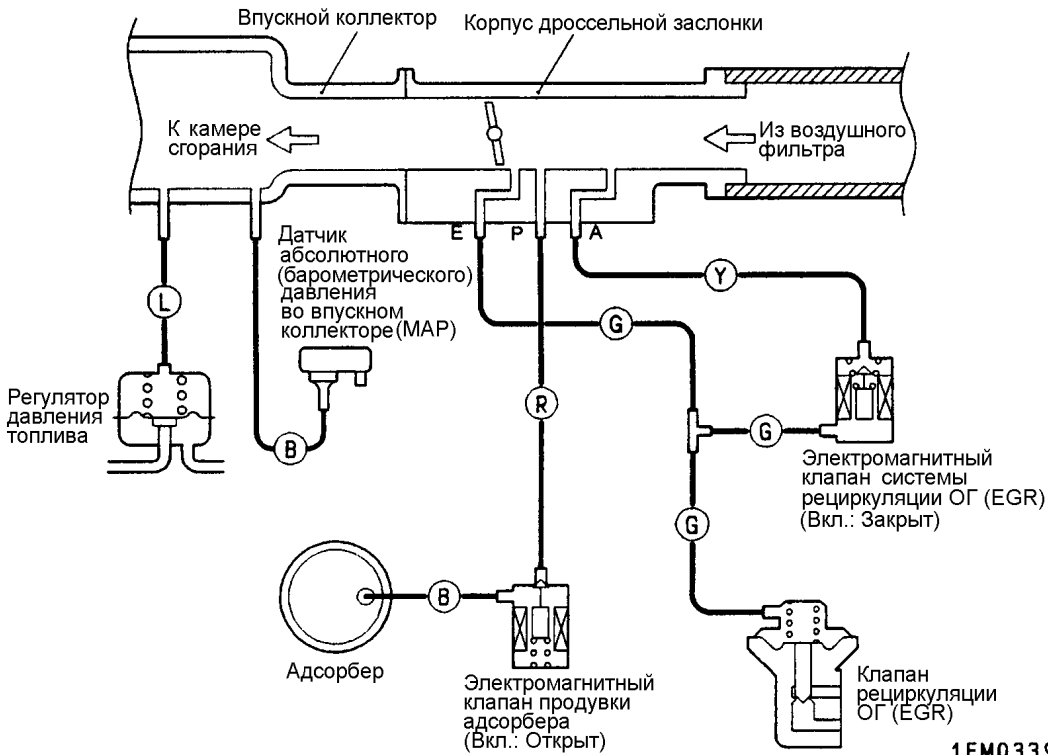 Впускной коллектор
Корпус дроссельной заслонки
К камере
сгорания
Из воздушного
фильтра
E P A
Датчик
абсолютного
(барометрического)
давления
во впускном
коллекторе (MAP)
L
Y
G
Регулятор
давления
топлива
R
B
G
Электромагнитный
клапан системы
рециркуляции ОГ (EGR)
(Вкл.: Закрыт)
G
B
Адсорбер
Электромагнитный
клапан продувки
адсорбера
(Вкл.: Открыт)
Клапан
рециркуляции
ОГ (EGR)